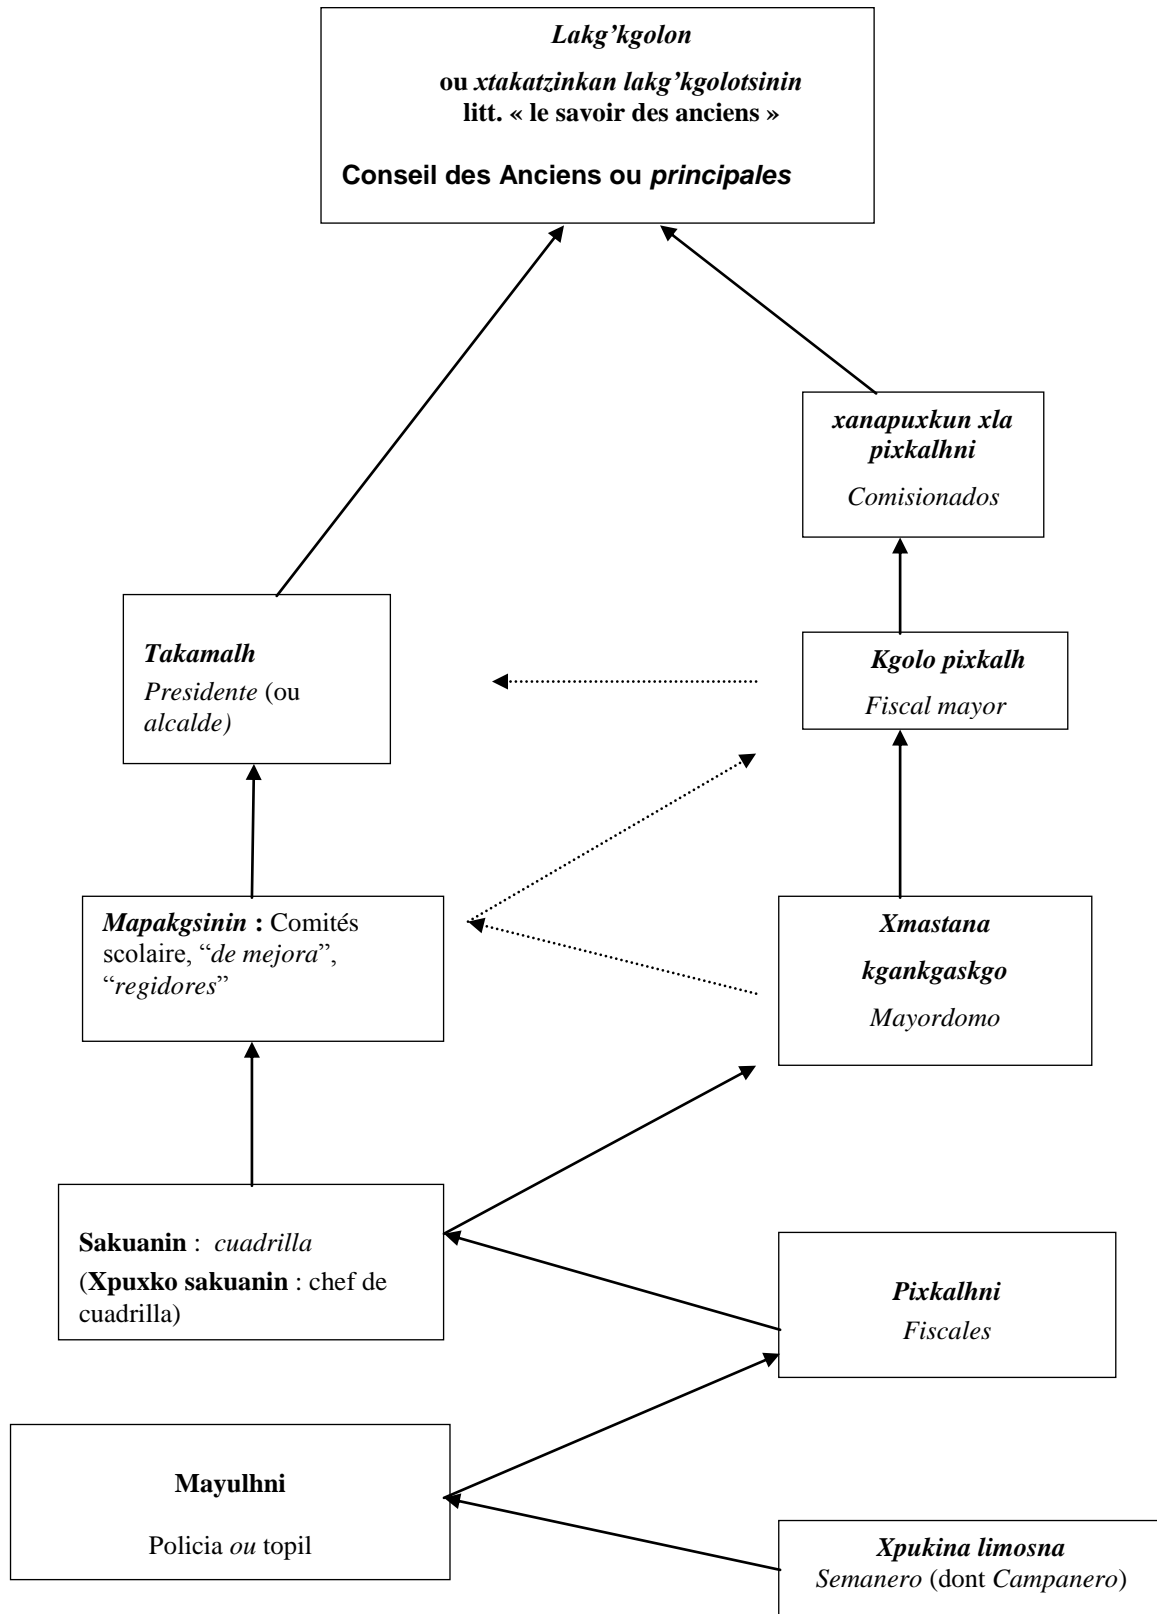 Lakg’kgolon
ou xtakatzinkan lakg’kgolotsinin
litt. « le savoir des anciens »
Conseil des Anciens ou principales
xanapuxkun xla
pixkalhni
Comisionados
Takamalh
Presidente (ou
alcalde)
Kgolo pixkalh
Fiscal mayor
Mapakgsinin : Comités
scolaire, “de mejora”,
“regidores”
Xmastana
kgankgaskgo
Mayordomo
Sakuanin : cuadrilla
(Xpuxko sakuanin : chef de
cuadrilla)
Pixkalhni
Fiscales
Mayulhni
Policia ou topil
Xpukina limosna
Semanero (dont Campanero)